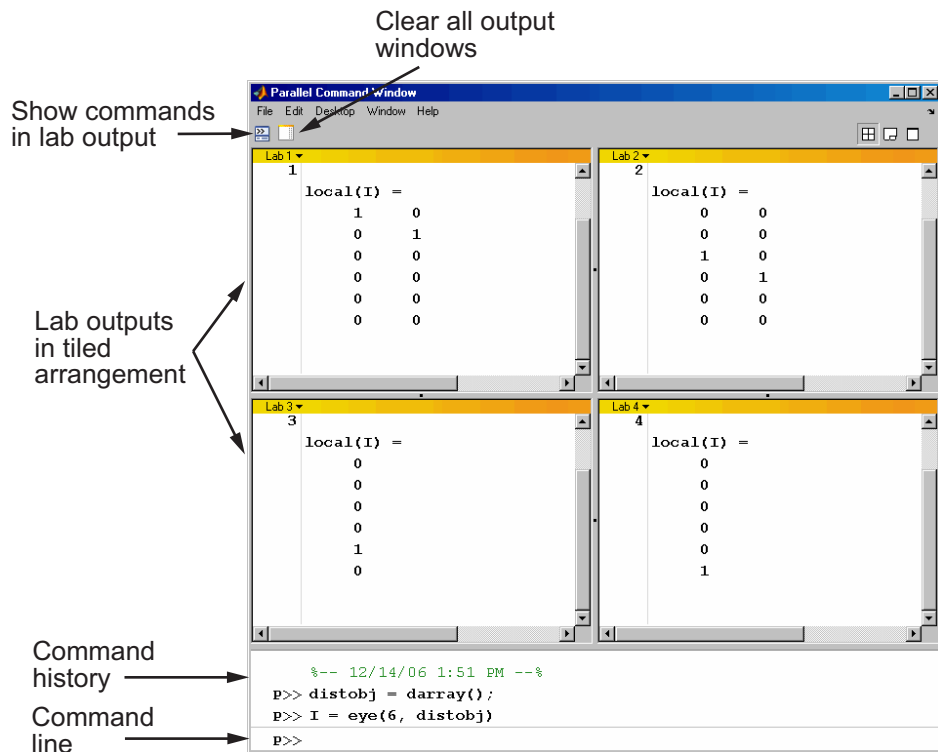 Clear all output
windows
Show commands
in lab output
Parallel Command Window
File Edit Desktop Window Help
Lab 1
1
local(I) =
1 0
0 1
0 0
0 0
0 0
0 0
Lab 2
2
local(I) =
0 0
0 0
1 0
0 1
0 0
0 0
Lab outputs
in tiled
arrangement
Lab 3
3
local(I) =
0
0
0
0
1
0
Lab 4
4
local(I) =
0
0
0
0
0
1
Command
history
%-- 12/14/06 1:51 PM --%
P>> distobj = darray();
P>> I = eye(6, distobj)
Command
line
P>>